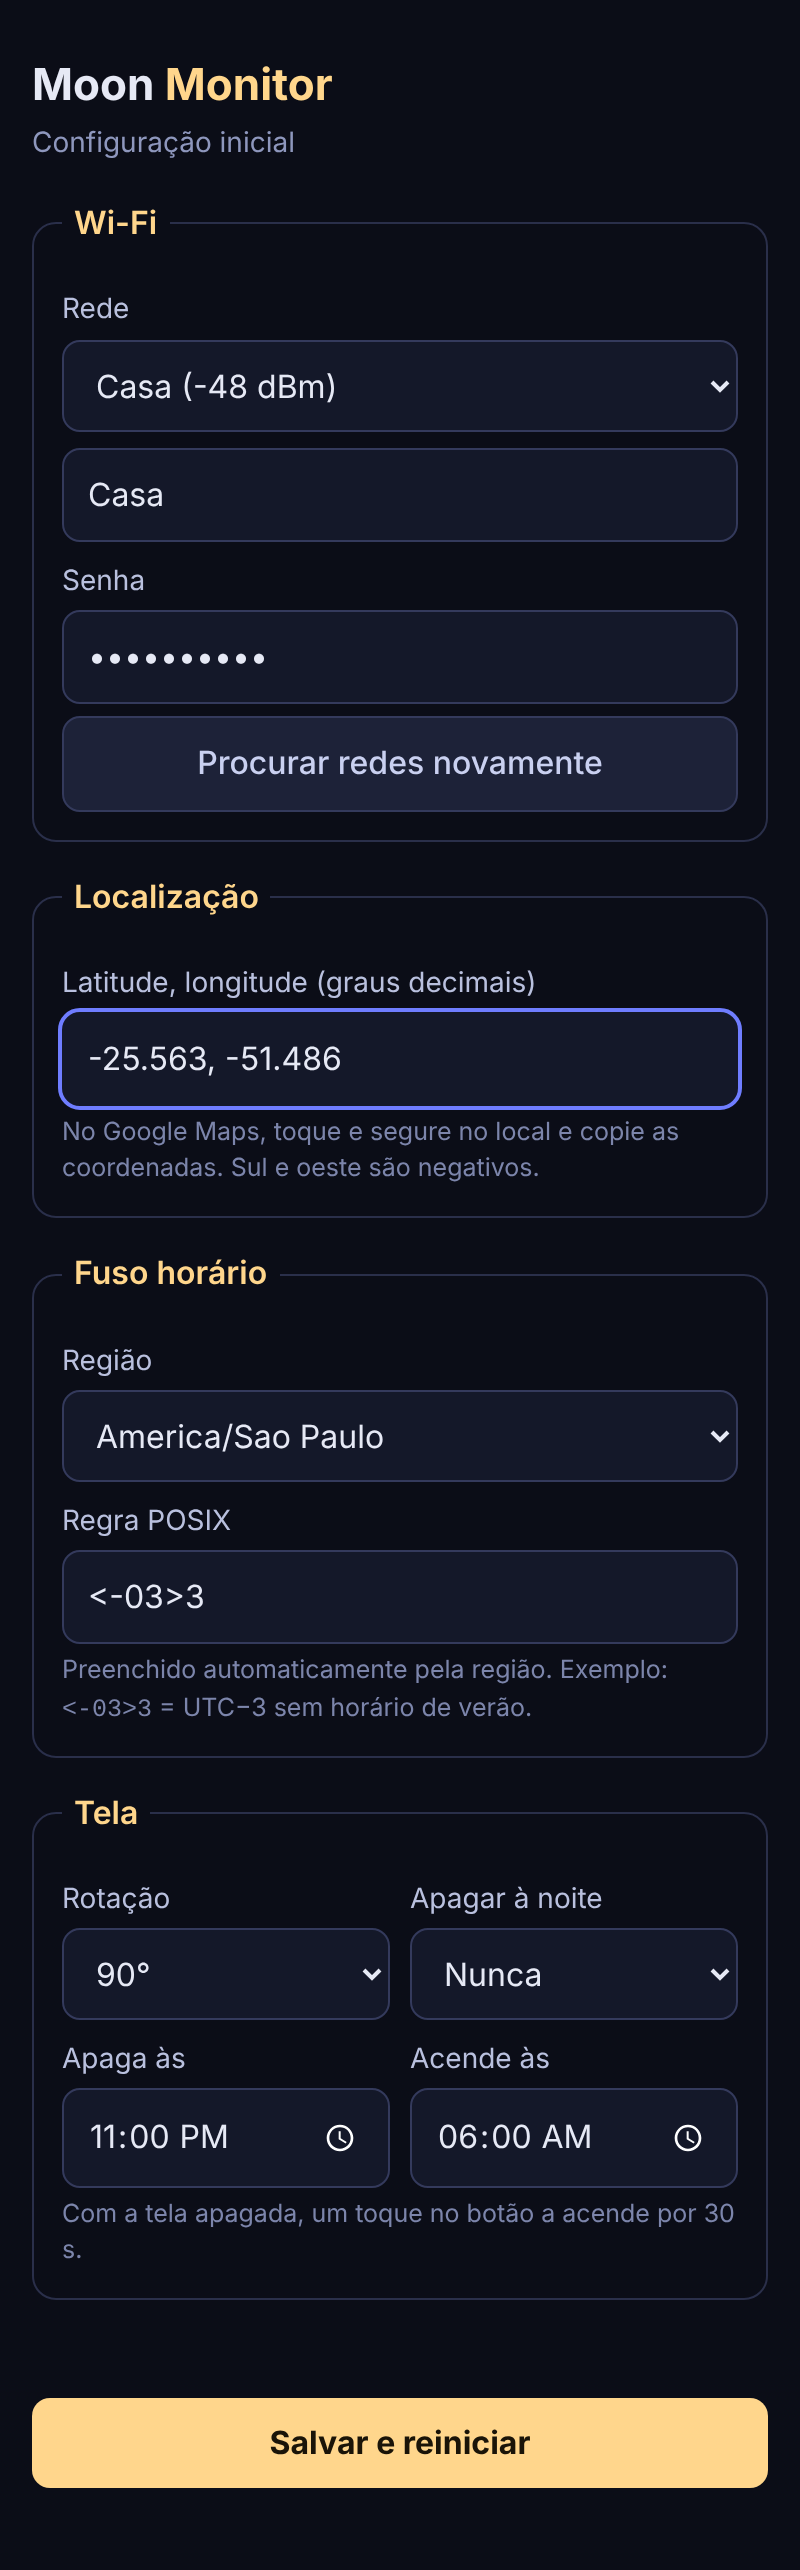 Moon Monitor
Configuração inicial
Wi-Fi
Rede
Casa (-48 dBm)
Casa
Senha
••••••••••
Procurar redes novamente
Localização
Latitude, longitude (graus decimais)
-25.563, -51.486
No Google Maps, toque e segure no local e copie as
coordenadas. Sul e oeste são negativos.
Fuso horário
Região
America/Sao Paulo
Regra POSIX
<-03>3
Preenchido automaticamente pela região. Exemplo:
<-03>3 = UTC−3 sem horário de verão.
Tela
Rotação
Apagar à noite
90°
Nunca
Apaga às
Acende às
11:00 PM
06:00 AM
Com a tela apagada, um toque no botão a acende por 30
s.
Salvar e reiniciar